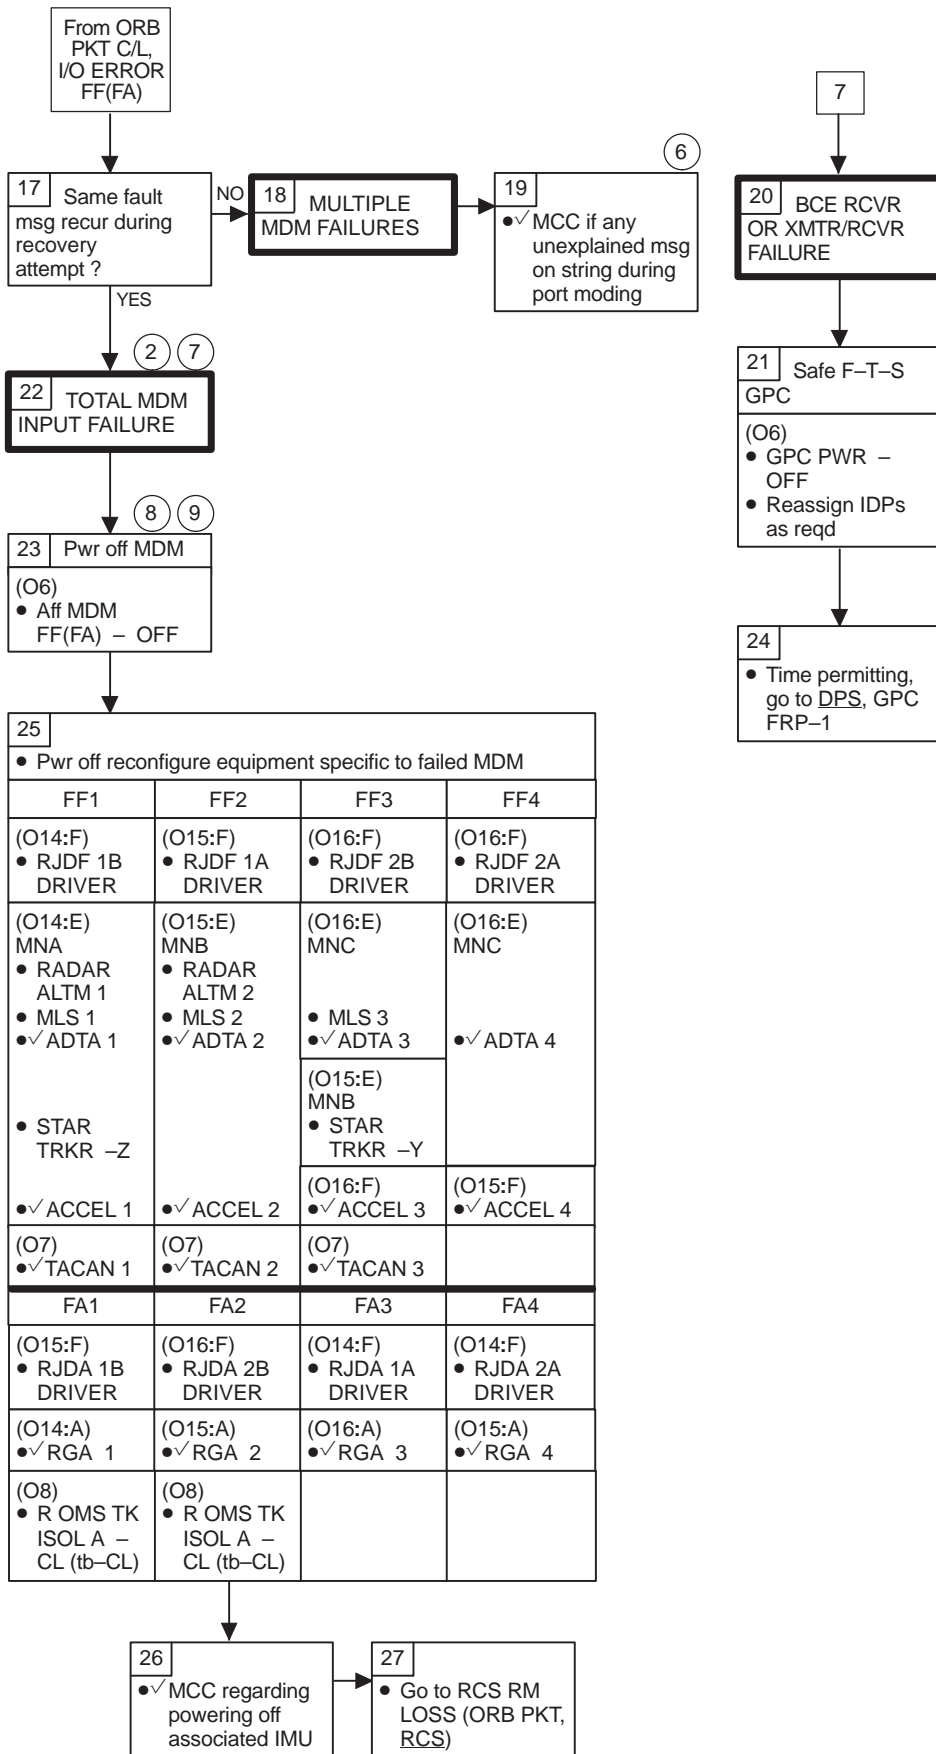 From ORB
PKT C/L,
I/O ERROR
FF(FA)
17 Same fault
msg recur during
recovery
attempt ?
NO
YES
18 MULTIPLE
MDM FAILURES
6
19
•✓MCC if any
unexplained msg
on string during
port moding
7
20 BCE RCVR
OR XMTR/RCVR
FAILURE
21 Safe F–T–S
GPC
(O6)
• GPC PWR –
OFF
• Reassign IDPs
as reqd
24
• Time permitting,
go to DPS, GPC
FRP–1
2 7
22 TOTAL MDM
INPUT FAILURE
8 9
23 Pwr off MDM
(O6)
• Aff MDM
FF(FA) – OFF
25
• Pwr off reconfigure equipment specific to failed MDM
FF1 FF2 FF3 FF4
(O14:F) (O15:F) (O16:F) (O16:F)
• RJDF 1B • RJDF 1A • RJDF 2B • RJDF 2A
DRIVER DRIVER DRIVER DRIVER
(O14:E) (O15:E) (O16:E) (O16:E)
MNA MNB MNC MNC
• RADAR • RADAR
ALTM 1 ALTM 2
• MLS 1 • MLS 2 • MLS 3
•✓ADTA 1 •✓ADTA 2 •✓ADTA 3 •✓ADTA 4
(O15:E)
MNB
• STAR • STAR
TRKR –Z TRKR –Y
(O16:F) (O15:F)
•✓ACCEL 1 •✓ACCEL 2 •✓ACCEL 3 •✓ACCEL 4
(O7) (O7) (O7)
•✓TACAN 1 •✓TACAN 2 •✓TACAN 3
FA1 FA2 FA3 FA4
(O15:F) (O16:F) (O14:F) (O14:F)
• RJDA 1B • RJDA 2B • RJDA 1A • RJDA 2A
DRIVER DRIVER DRIVER DRIVER
(O14:A) (O15:A) (O16:A) (O15:A)
•✓RGA 1 •✓RGA 2 •✓RGA 3 •✓RGA 4
(O8) (O8)
• R OMS TK • R OMS TK
ISOL A – ISOL A –
CL (tb–CL) CL (tb–CL)
26
•✓MCC regarding
powering off
associated IMU
27
• Go to RCS RM
LOSS (ORB PKT,
RCS)